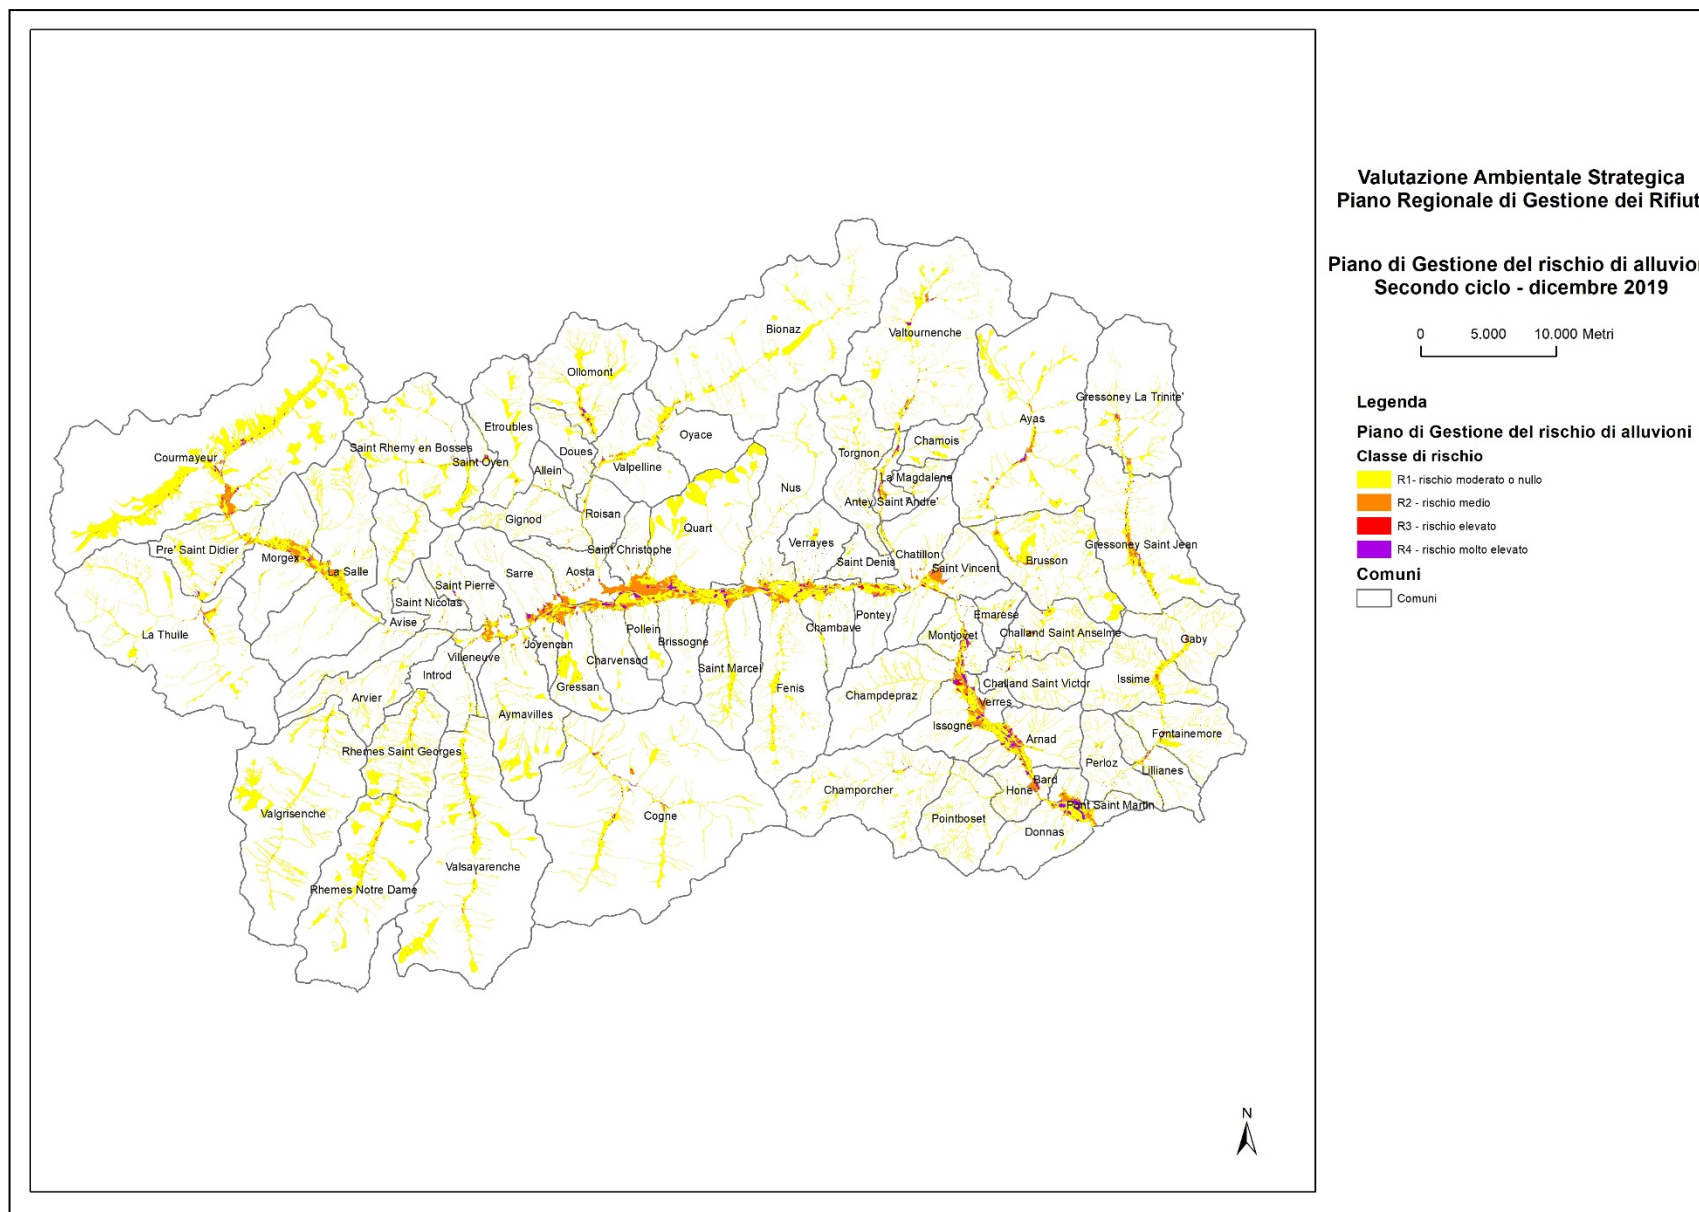 Valutazione Ambientale Strategica
Piano Regionale di Gestione dei Rifiut
Piano di Gestione del rischio di alluvion
Secondo ciclo - dicembre 2019
0 5.000 10.000 Metri
Legenda
Piano di Gestione del rischio di alluvioni
Classe di rischio
R1- rischio moderato o nullo
R2 - rischio medio
R3 - rischio elevato
R4 - rischio molto elevato
Comuni
Comuni
Bionaz
Valtournenche
Ollomont
Gressoney La Trinite'
Ayas
Etroubles
Oyace
Chamois
Saint Rhemy en Bosses
Doues
Torgnon
Courmayeur
Saint Oyen
Allein
Valpelline
La Magdalene
Nus
Antey Saint Andre'
Roisan
Gignod
Quart
Verrayes
Gressoney Saint Jean
Pre' Saint Didier
Morgex
Saint Christophe
Chatillon
Saint Denis
Brusson
La Salle
Sarre
Aosta
Saint Vincent
Saint Pierre
Saint Nicolas
Emarese
Pontey
Avise
Pollein
Chambave
Challand Saint Anselme
La Thuile
Brissogne
Montjovet
Gaby
Jovencan
Villeneuve
Charvensod
Saint Marcel
Introd
Issime
Challand Saint Victor
Gressan
Fenis
Champdepraz
Arvier
Verres
Aymavilles
Issogne
Fontainemore
Arnad
Rhemes Saint Georges
Perloz
Lillianes
Bard
Hone
Champorcher
Pont Saint Martin
Valgrisenche
Cogne
Pointboset
Donnas
Valsavarenche
Rhemes Notre Dame
N